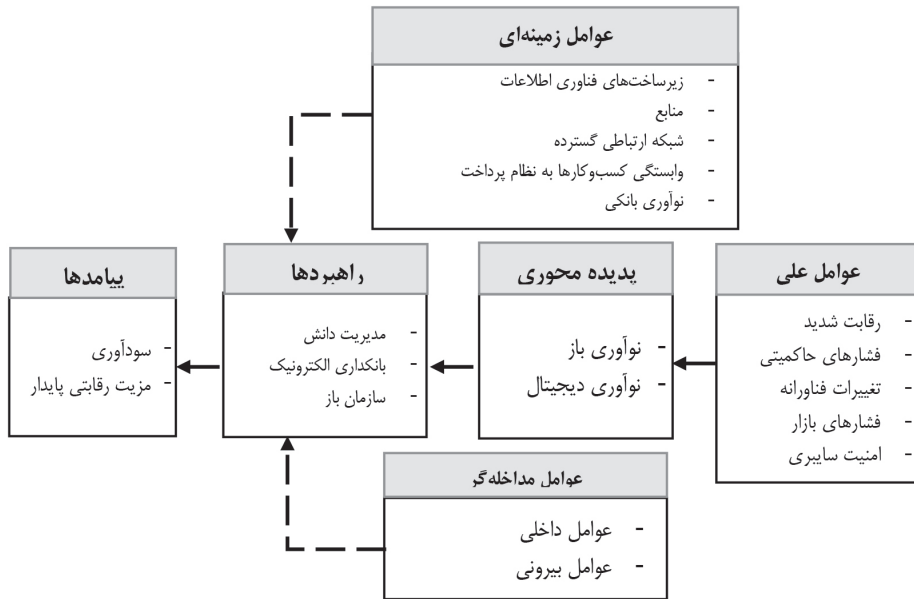 عوامل زمینه‌ای
- زیرساخت‌های فناوری اطلاعات
- منابع
- شبکه ارتباطی گسترده
- وابستگی کسب‌وکارها به نظام پرداخت
- نوآوری بانکی
عوامل علی
- رقابت شدید
- فشارهای حاکمیتی
- تغییرات فناورانه
- فشارهای بازار
- امنیت سایبری
پدیده محوری
- نوآوری باز
- نوآوری دیجیتال
راهبردها
- مدیریت دانش
- بانکداری الکترونیک
- سازمان باز
پیامدها
- سودآوری
- مزیت رقابتی پایدار
عوامل مداخله‌گر
- عوامل داخلی
- عوامل بیرونی